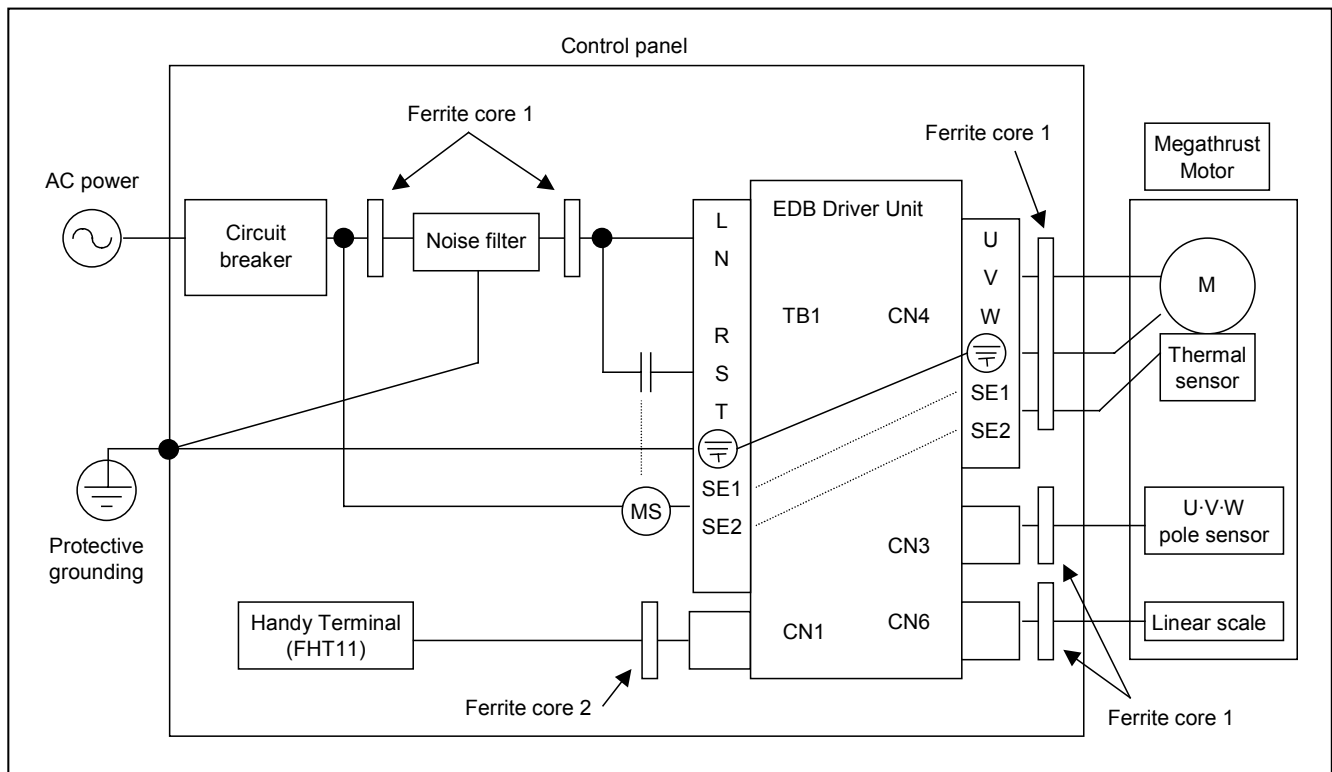 Control panel
Ferrite core 1
Ferrite core 1
Megathrust
Motor
AC power
Circuit
breaker
Noise filter
L
N
R
S
T
SE1
SE2
EDB Driver Unit
TB1
CN4
U
V
W
SE1
SE2
M
Thermal
sensor
MS
Protective
grounding
CN3
U·V·W
pole sensor
Handy Terminal
(FHT11)
CN1
CN6
Linear scale
Ferrite core 2
Ferrite core 1